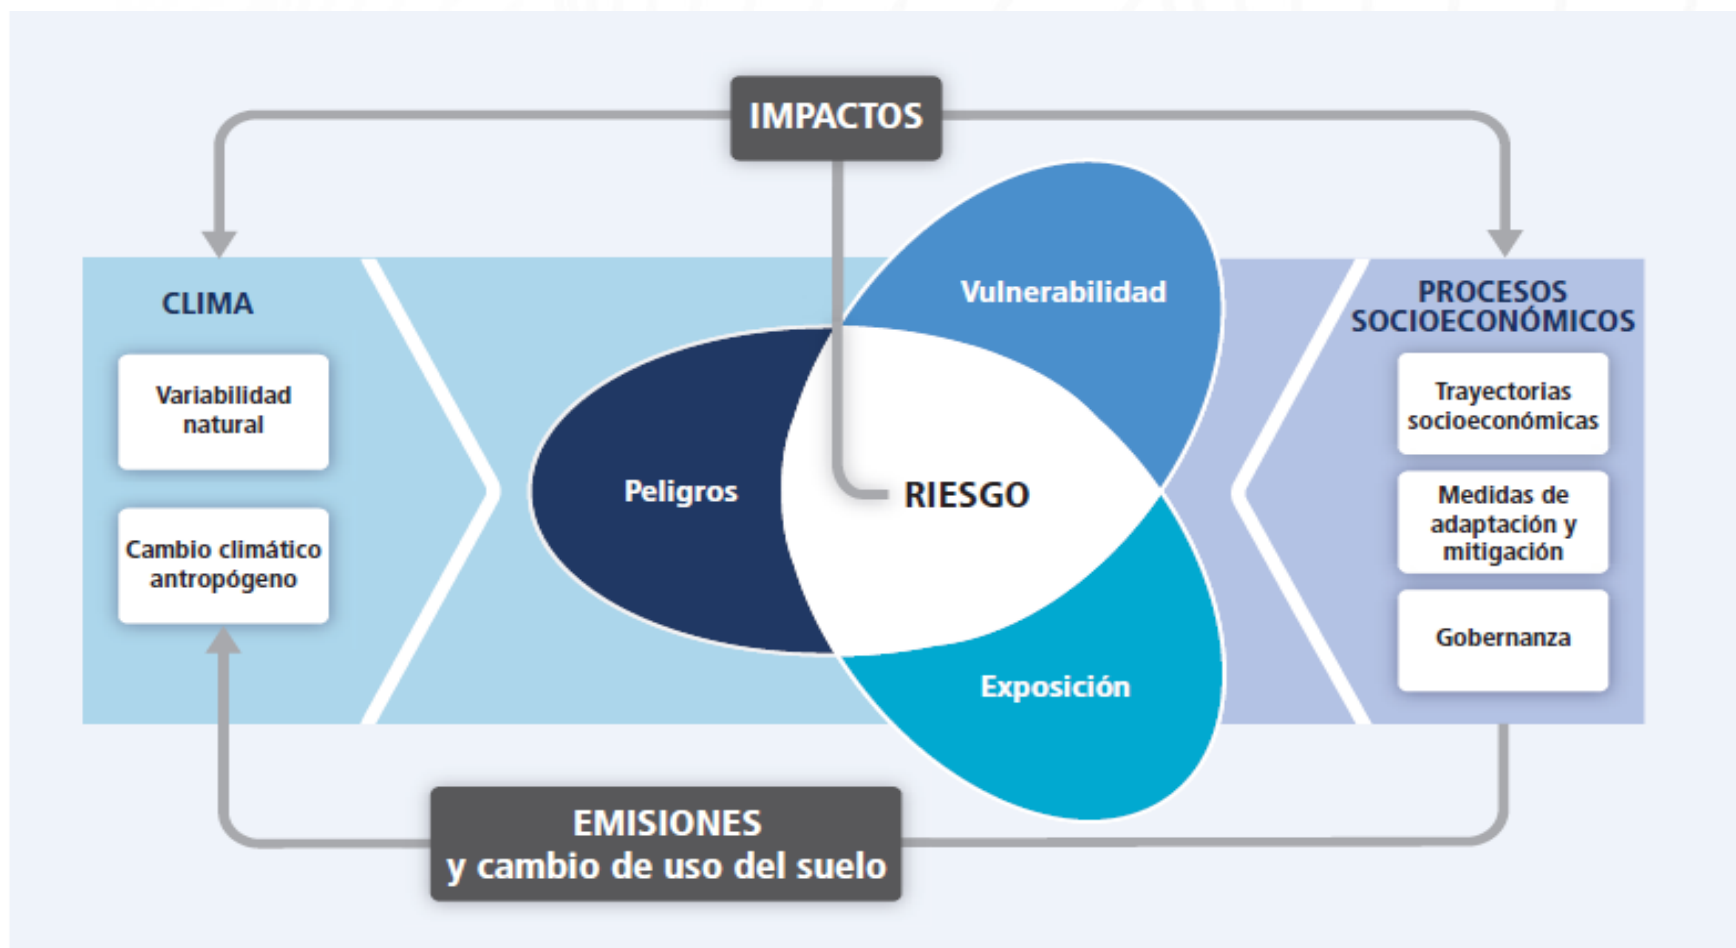 IMPACTOS
CLIMA
Variabilidad
natural
Cambio climático
antropógeno
Vulnerabilidad
Peligros
RIESGO
Exposición
PROCESOS
SOCIOECONÓMICOS
Trayectorias
socioeconómicas
Medidas de
adaptación y
mitigación
Gobernanza
EMISIONES
y cambio de uso del suelo